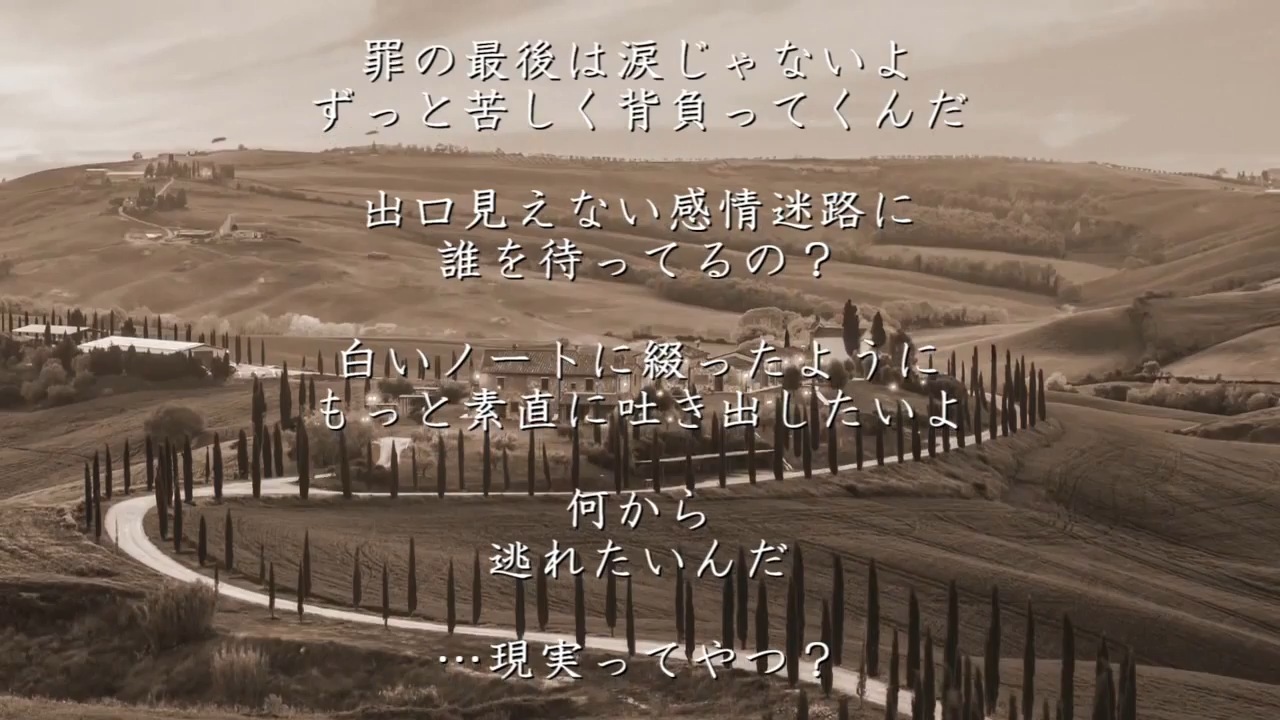 罪の最後は涙じゃないよ
ずっと苦しく背負ってくんだ
出口見えない感情迷路に
誰を待ってるの？
白いノートに綴ったように
もっと素直に吐き出したいよ
何から
逃れたいんだ
…現実ってやつ？